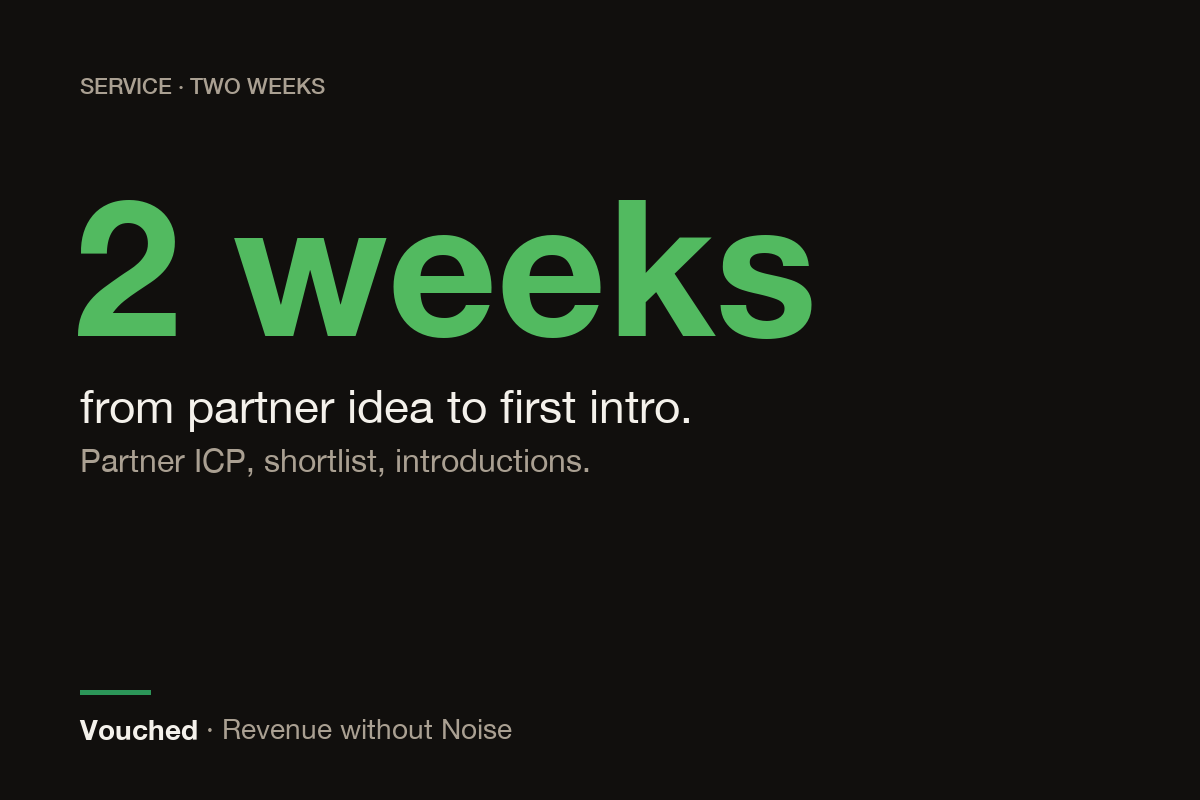 SERVICE · TWO WEEKS
2 weeks
from partner idea to first intro.
Partner ICP, shortlist, introductions.
Vouched · Revenue without Noise